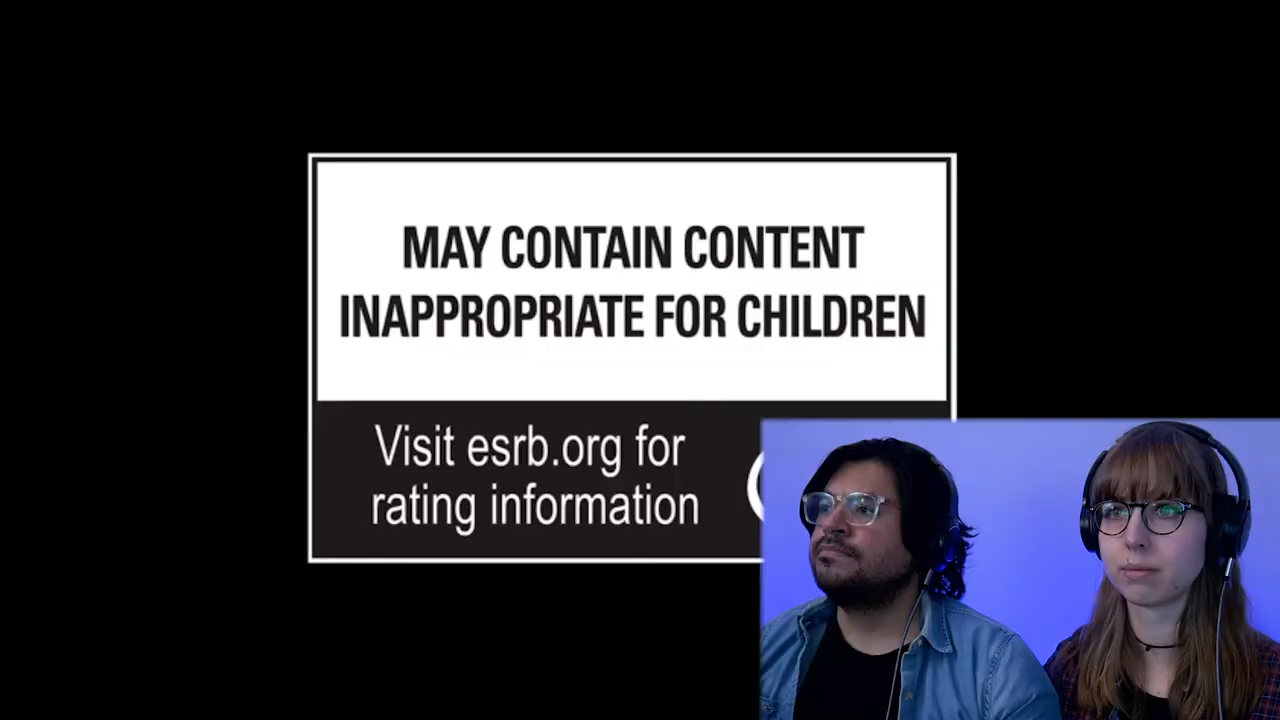 MAY CONTAIN CONTENT
INAPPROPRIATE FOR CHILDREN
Visit esrb.org for
rating information